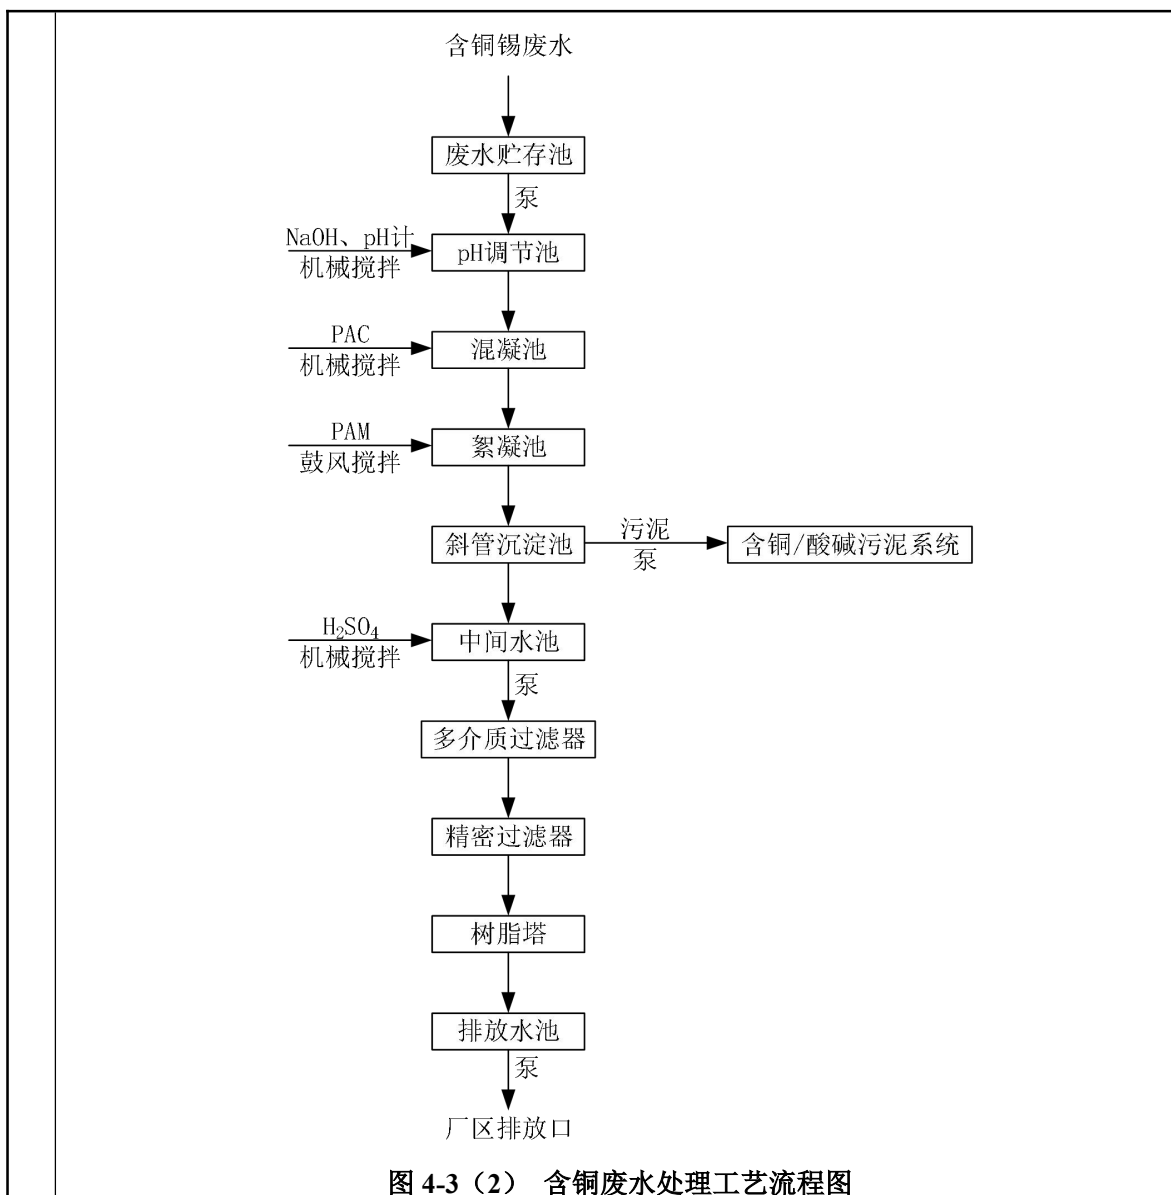 含铜锡废水
废水贮存池
泵
NaOH、pH计
机械搅拌
pH调节池
PAC
机械搅拌
混凝池
PAM
鼓风搅拌
絮凝池
斜管沉淀池
污泥
泵
含铜/酸碱污泥系统
H₂SO₄
机械搅拌
中间水池
泵
多介质过滤器
精密过滤器
树脂塔
排放水池
泵
厂区排放口
图 4-3（2） 含铜废水处理工艺流程图